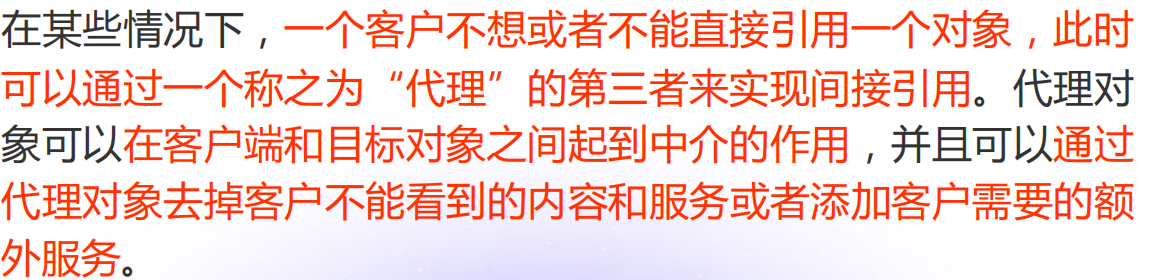 在某些情况下，一个客户不想或者不能直接引用一个对象，此时
可以通过一个称之为“代理”的第三者来实现间接引用。代理对
象可以在客户端和目标对象之间起到中介的作用，并且可以通过
代理对象去掉客户不能看到的内容和服务或者添加客户需要的额
外服务。